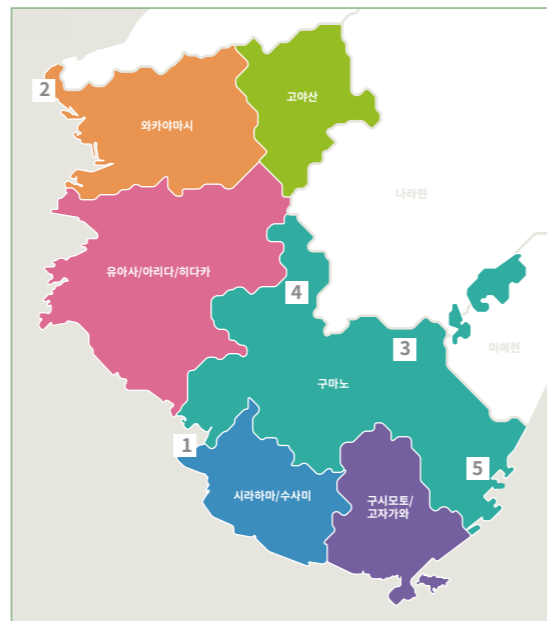 2
와카야마시
고야산
나라현
유아사/아리다/히다카
4
3
미에현
구마노
1
5
시라하마/수사미
구시모토/
고자가와